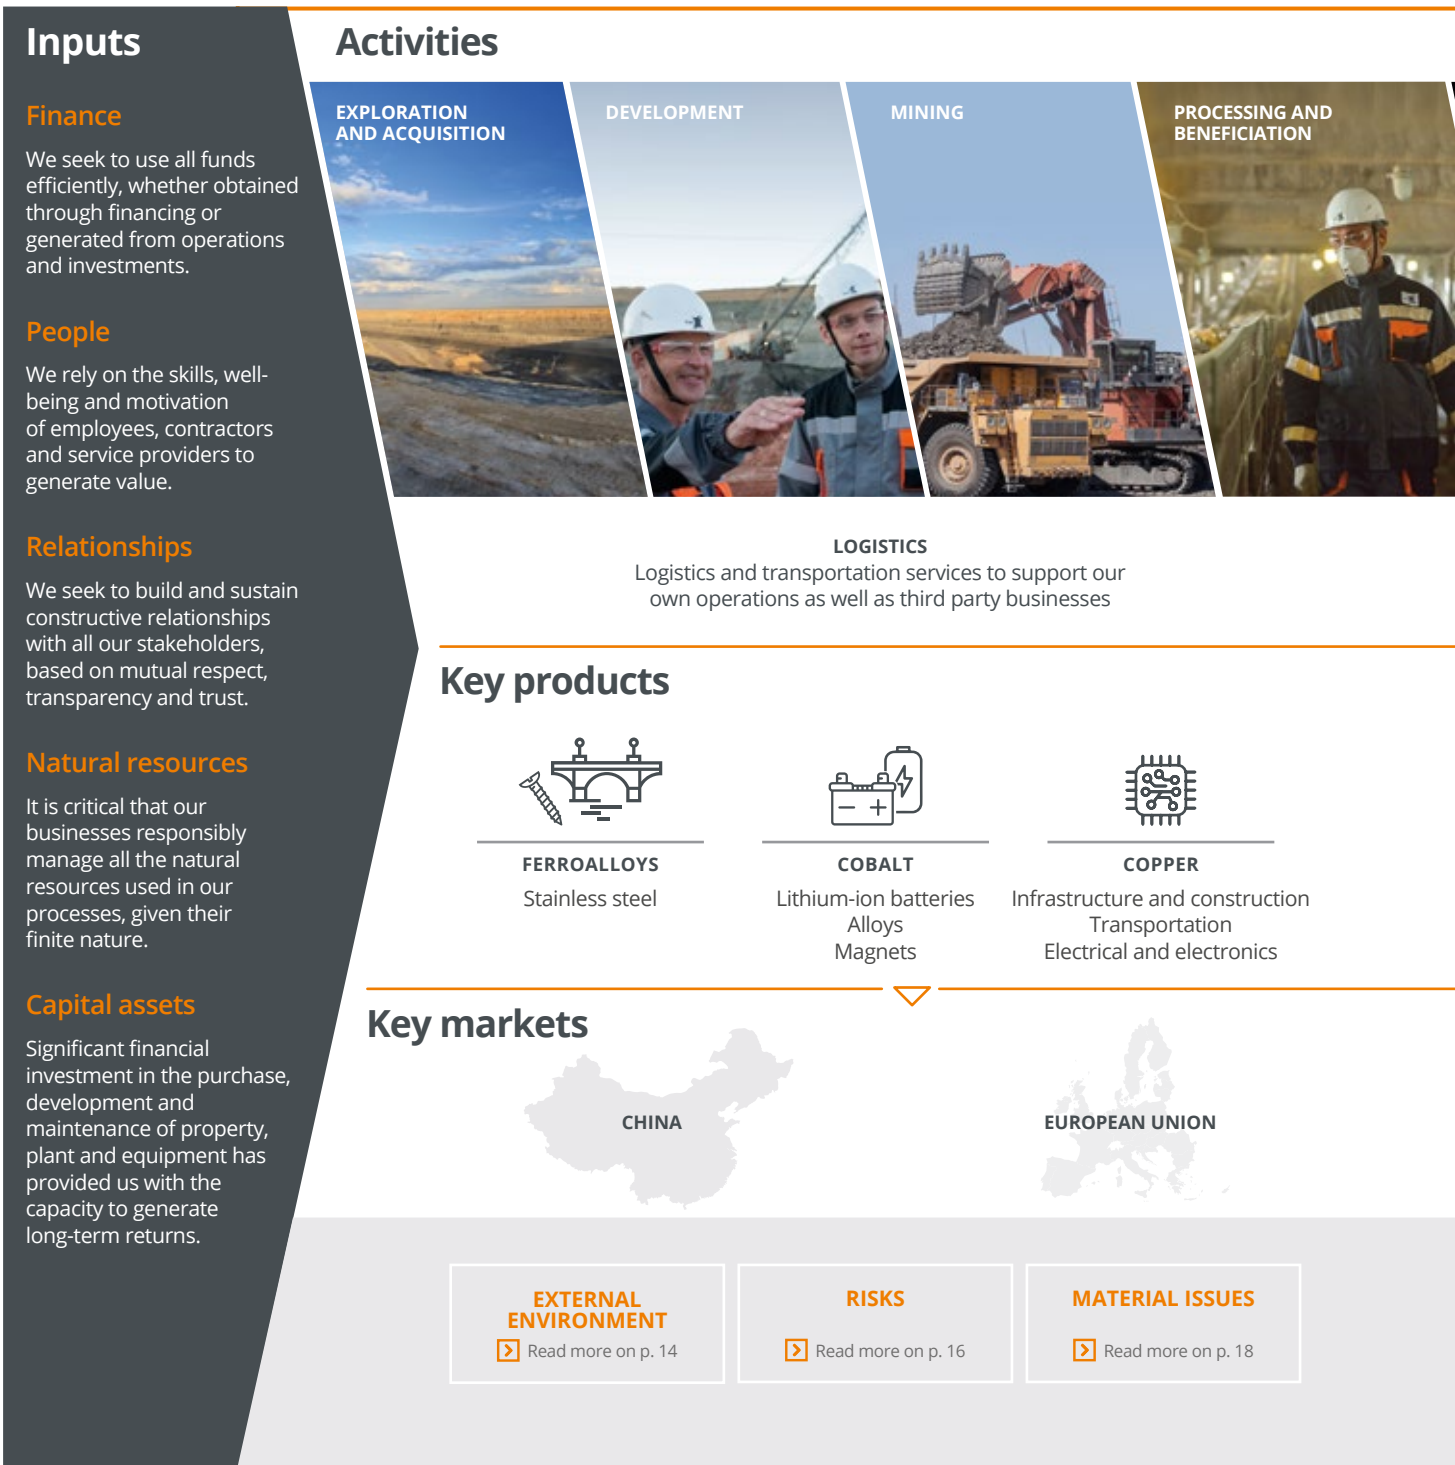 Inputs
Finance
We seek to use all funds
efficiently, whether obtained
through financing or
generated from operations
and investments.
People
We rely on the skills, well-
being and motivation
of employees, contractors
and service providers to
generate value.
Relationships
We seek to build and sustain
constructive relationships
with all our stakeholders,
based on mutual respect,
transparency and trust.
Natural resources
It is critical that our
businesses responsibly
manage all the natural
resources used in our
processes, given their
finite nature.
Capital assets
Significant financial
investment in the purchase,
development and
maintenance of property,
plant and equipment has
provided us with the
capacity to generate
long-term returns.
Activities
EXPLORATION
AND ACQUISITION
DEVELOPMENT
MINING
PROCESSING AND
BENEFICIATION
LOGISTICS
Logistics and transportation services to support our
own operations as well as third party businesses
Key products
FERROALLOYS
Stainless steel
COBALT
Lithium-ion batteries
Alloys
Magnets
COPPER
Infrastructure and construction
Transportation
Electrical and electronics
Key markets
CHINA
EUROPEAN UNION
EXTERNAL
ENVIRONMENT
Read more on p. 14
RISKS
Read more on p. 16
MATERIAL ISSUES
Read more on p. 18